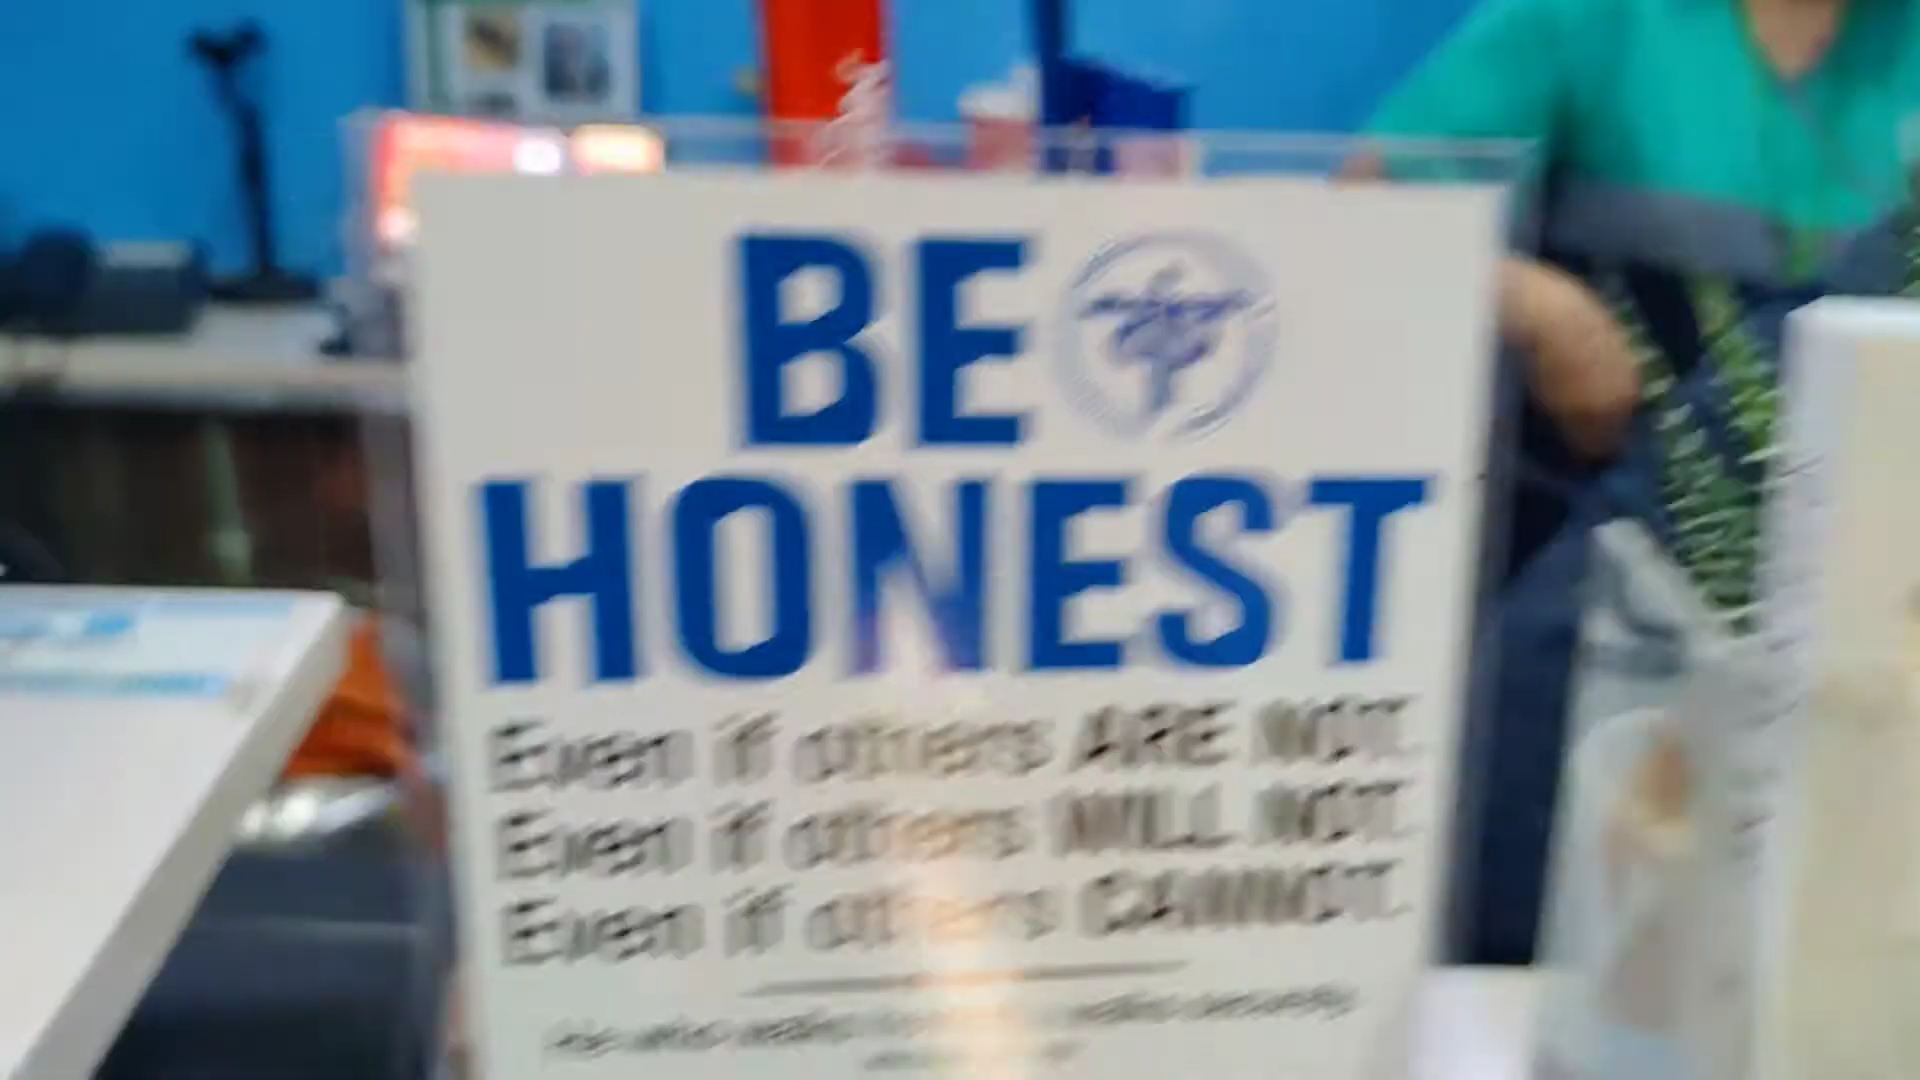 BE
HONEST
Even if others ARE NOT.
Even if others WILL NOT.
Even if others CANNOT.